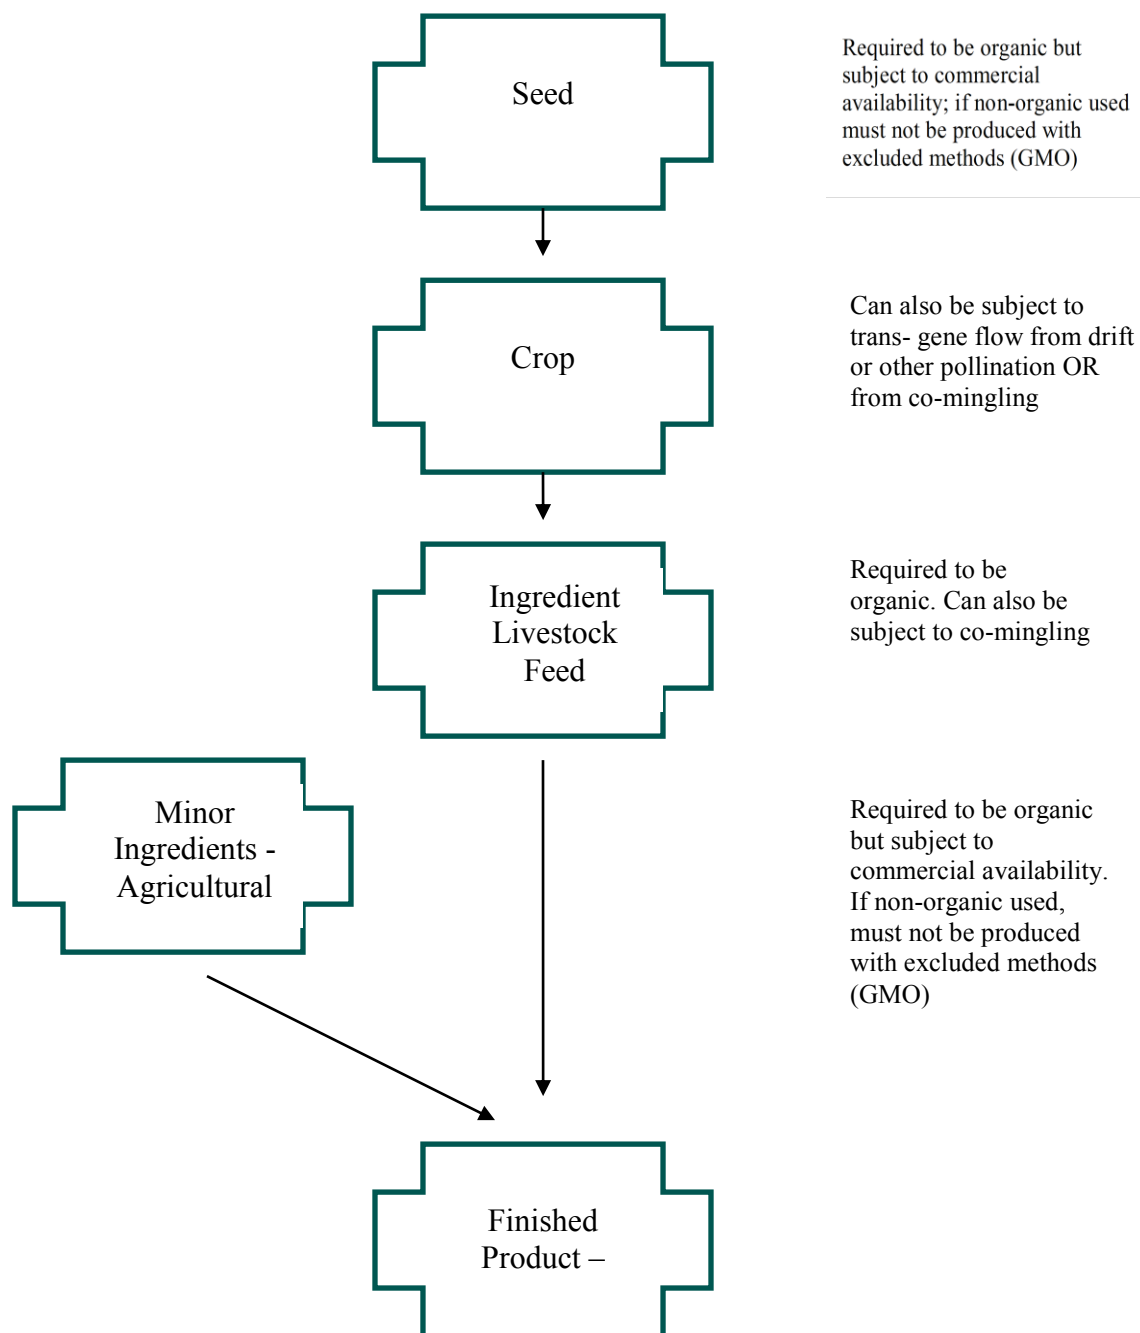 Seed
Required to be organic but
subject to commercial
availability; if non-organic used
must not be produced with
excluded methods (GMO)
Crop
Can also be subject to
trans- gene flow from drift
or other pollination OR
from co-mingling
Ingredient
Livestock
Feed
Required to be
organic. Can also be
subject to co-mingling
Minor
Ingredients -
Agricultural
Required to be organic
but subject to
commercial availability.
If non-organic used,
must not be produced
with excluded methods
(GMO)
Finished
Product –